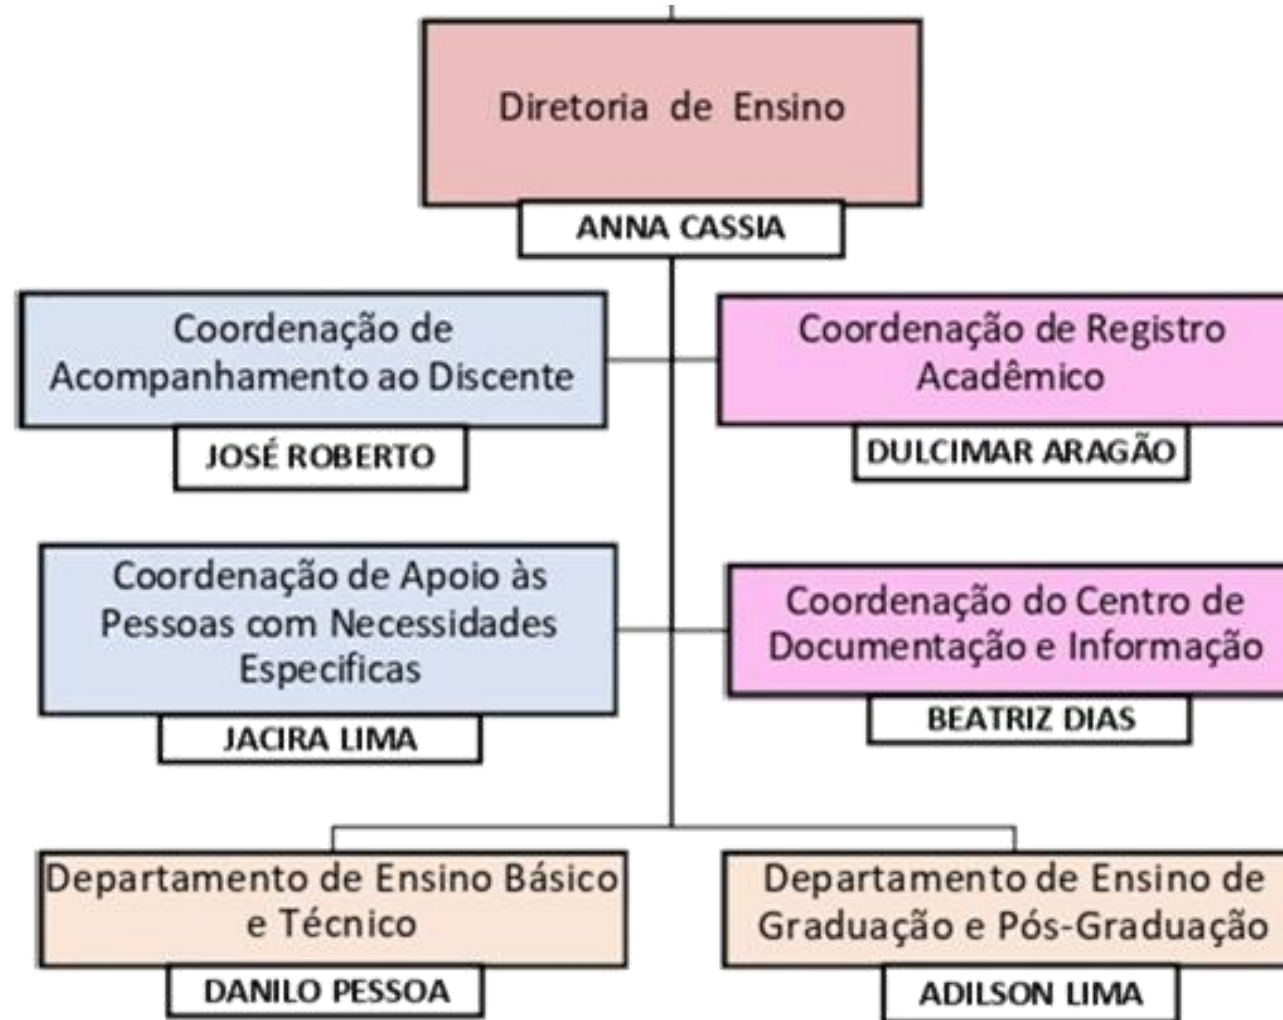 Diretoria de Ensino
ANNA CASSIA
Coordenação de
Acompanhamento ao Discente
JOSÉ ROBERTO
Coordenação de Registro
Acadêmico
DULCIMAR ARAGÃO
Coordenação de Apoio às
Pessoas com Necessidades
Especificas
JACIRA LIMA
Coordenação do Centro de
Documentação e Informação
BEATRIZ DIAS
Departamento de Ensino Básico
e Técnico
DANILO PESSOA
Departamento de Ensino de
Graduação e Pós-Graduação
ADILSON LIMA